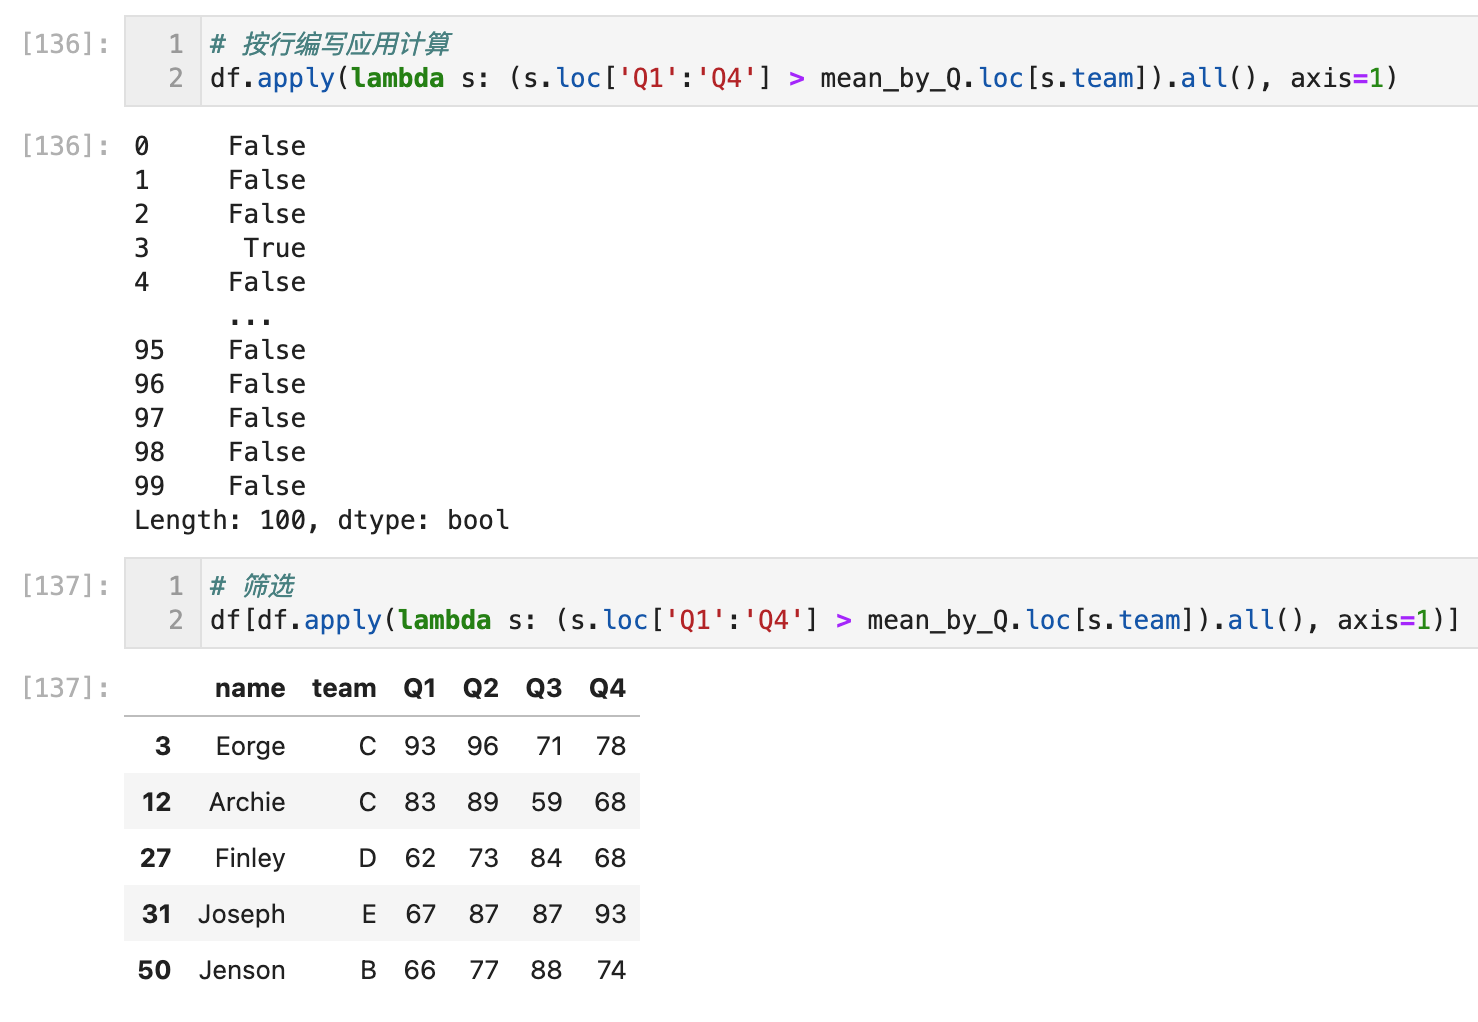 [136]: 1 # 按行编写应用计算
2 df.apply(lambda s: (s.loc['Q1':'Q4'] > mean_by_Q.loc[s.team]).all(), axis=1)
[136]: 0 False
1 False
2 False
3 True
4 False
...
95 False
96 False
97 False
98 False
99 False
Length: 100, dtype: bool
[137]: 1 # 筛选
2 df[df.apply(lambda s: (s.loc['Q1':'Q4'] > mean_by_Q.loc[s.team]).all(), axis=1)]
[137]: name team Q1 Q2 Q3 Q4
3 Eorge C 93 96 71 78
12 Archie C 83 89 59 68
27 Finley D 62 73 84 68
31 Joseph E 67 87 87 93
50 Jenson B 66 77 88 74